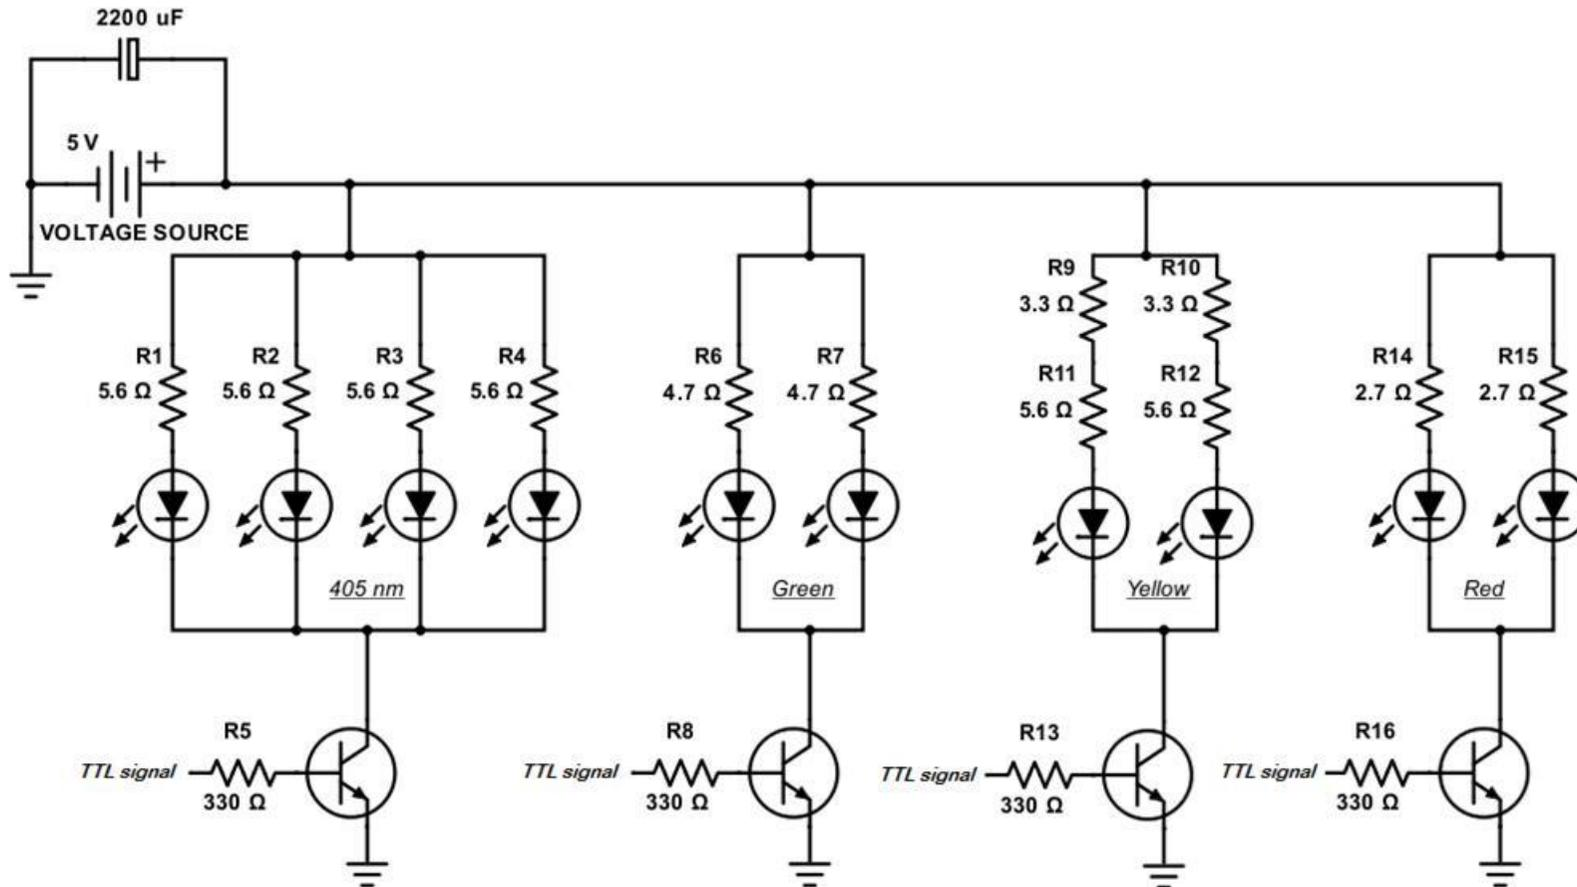 2200 uF
5 V
+
VOLTAGE SOURCE
R1
5.6 Ω
R2
5.6 Ω
R3
5.6 Ω
R4
5.6 Ω
R6
4.7 Ω
R7
4.7 Ω
R9
3.3 Ω
R10
3.3 Ω
R11
5.6 Ω
R12
5.6 Ω
R14
2.7 Ω
R15
2.7 Ω
405 nm
Green
Yellow
Red
TTL signal
R5
330 Ω
TTL signal
R8
330 Ω
TTL signal
R13
330 Ω
TTL signal
R16
330 Ω